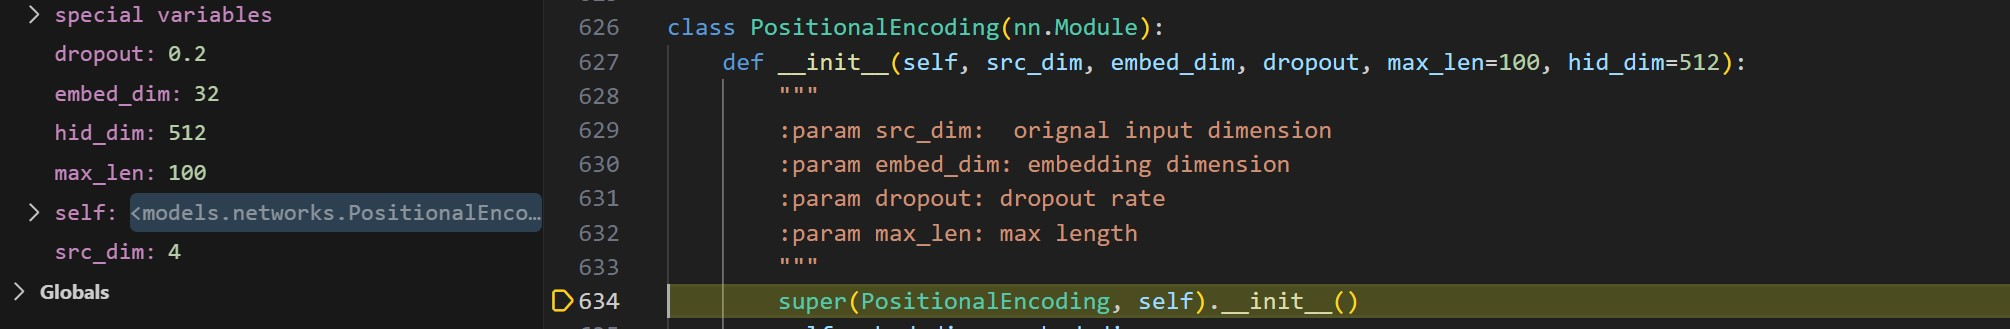 special variables
dropout: 0.2
embed_dim: 32
hid_dim: 512
max_len: 100
self: <models.networks.PositionalEnco…
src_dim: 4
Globals
626 class PositionalEncoding(nn.Module):
627 def __init__(self, src_dim, embed_dim, dropout, max_len=100, hid_dim=512):
628 """
629 :param src_dim:  orignal input dimension
630 :param embed_dim: embedding dimension
631 :param dropout: dropout rate
632 :param max_len: max length
633 """
634 super(PositionalEncoding, self).__init__()